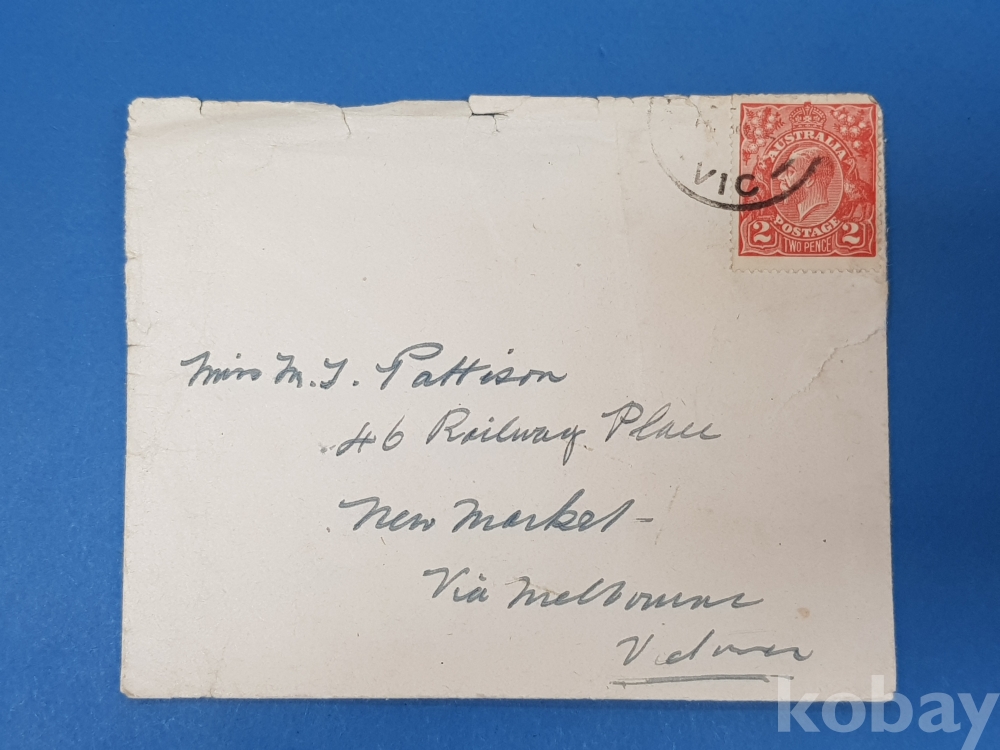 AUSTRALIA
POSTAGE
2 TWO PENCE 2
VIC
Miss M. J. Pattison
46 Railway Place
New Market
Via Melbourne
Victoria
kobay